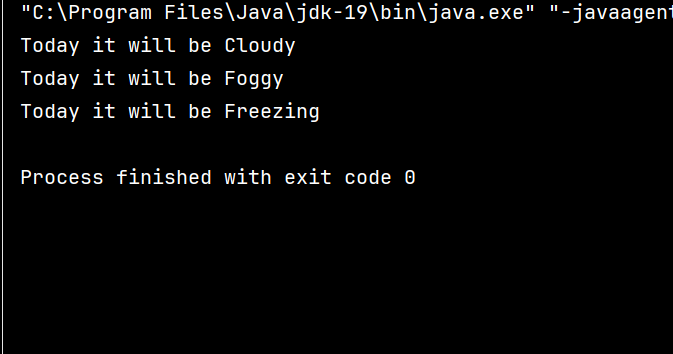 "C:\Program Files\Java\jdk-19\bin\java.exe" "-javaagent
Today it will be Cloudy
Today it will be Foggy
Today it will be Freezing
Process finished with exit code 0